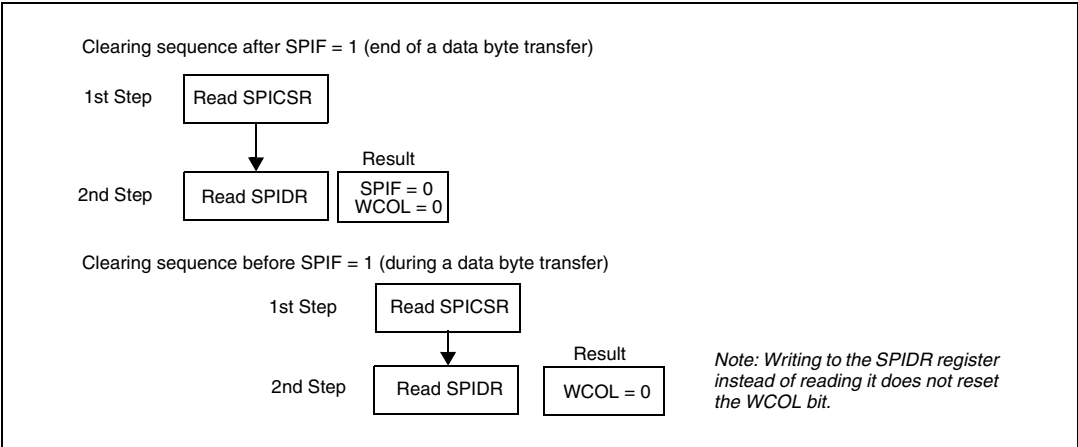 Clearing sequence after SPIF = 1 (end of a data byte transfer)
1st Step
Read SPICSR
Result
2nd Step
Read SPIDR
SPIF = 0
WCOL = 0
Clearing sequence before SPIF = 1 (during a data byte transfer)
1st Step
Read SPICSR
Result
2nd Step
Read SPIDR
WCOL = 0
Note: Writing to the SPIDR register
instead of reading it does not reset
the WCOL bit.